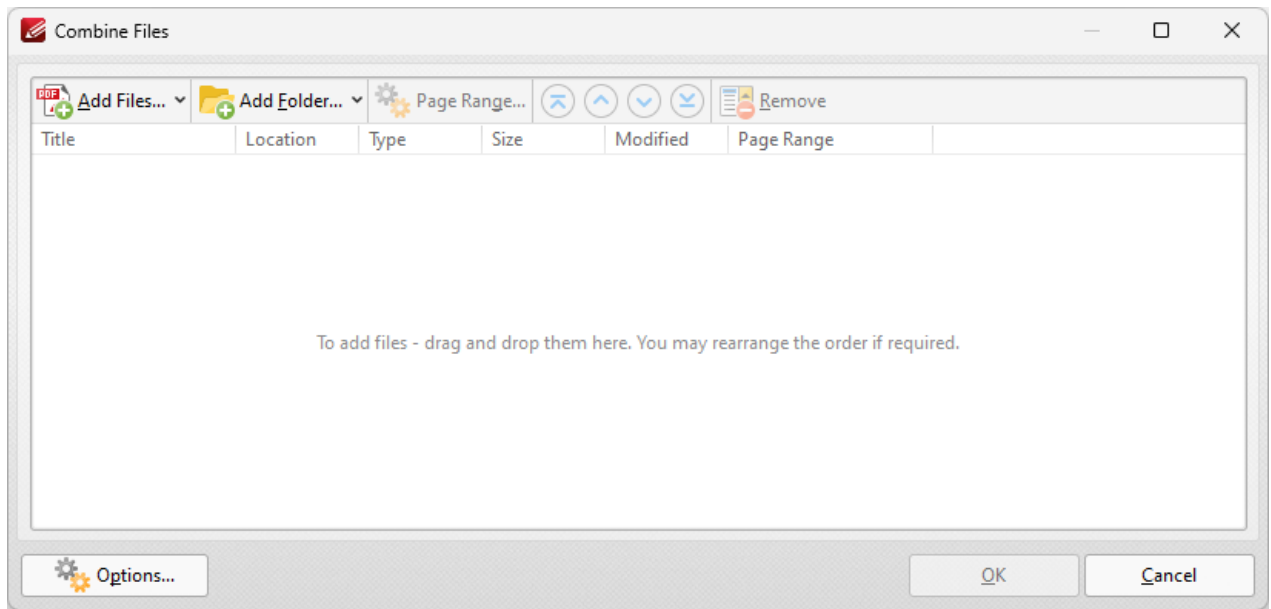 Combine Files
PDF Add Files... Add Folder... Page Range... Remove
Title Location Type Size Modified Page Range
To add files - drag and drop them here. You may rearrange the order if required.
Options... OK Cancel